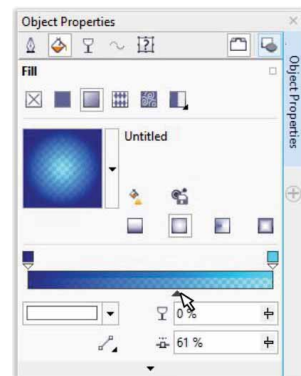 Object Properties
Fill
Untitled
0 %
61 %
Object Properties